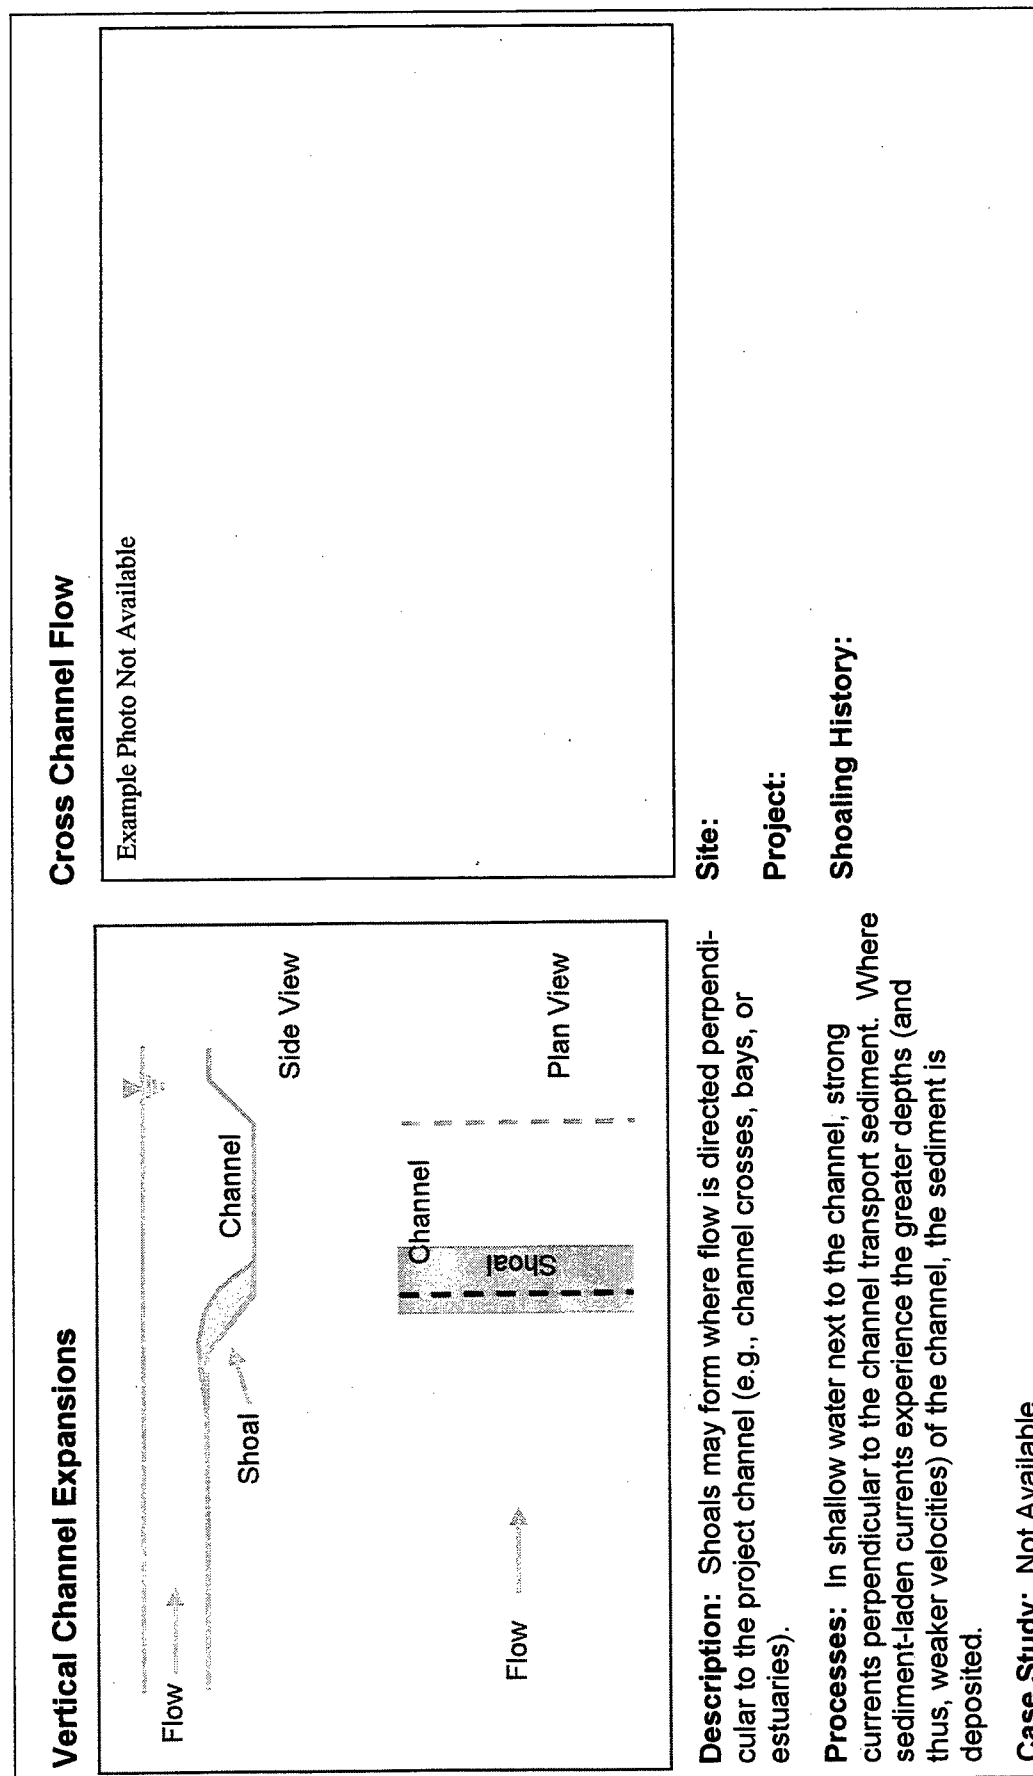 Vertical Channel Expansions
Cross Channel Flow
Flow
Shoal
Channel
Side View
Flow
Channel
Shoal
Plan View
Example Photo Not Available
Description: Shoals may form where flow is directed perpendi-
cular to the project channel (e.g., channel crosses, bays, or
estuaries).
Processes: In shallow water next to the channel, strong
currents perpendicular to the channel transport sediment. Where
sediment-laden currents experience the greater depths (and
thus, weaker velocities) of the channel, the sediment is
deposited.
Case Study: Not Available
Site:
Project:
Shoaling History: